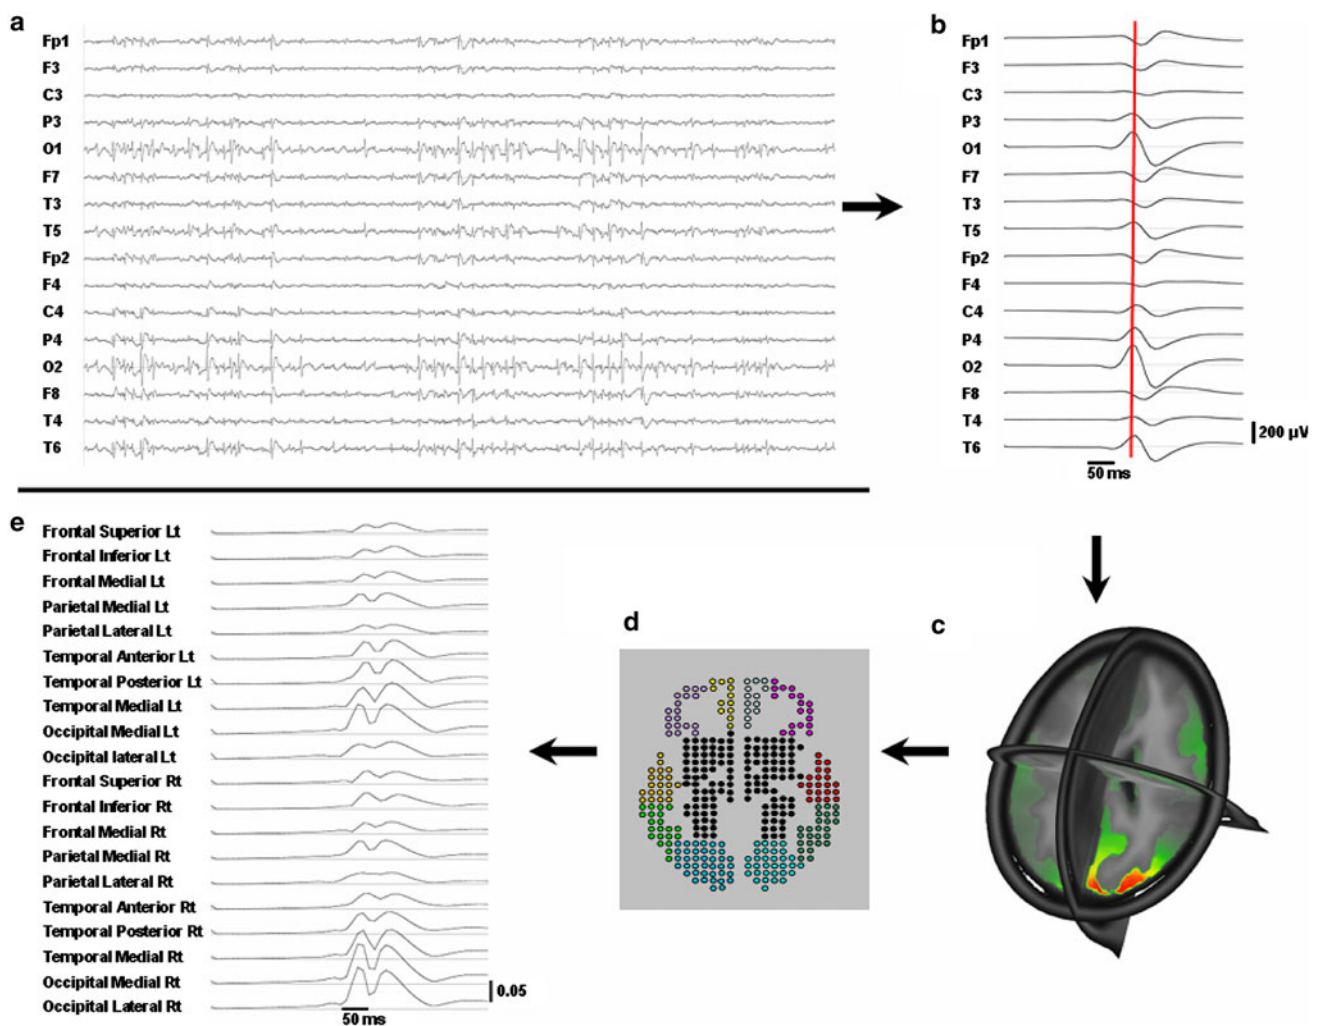 a
Fp1
F3
C3
P3
O1
F7
T3
T5
Fp2
F4
C4
P4
O2
F8
T4
T6
b
Fp1
F3
C3
P3
O1
F7
T3
T5
Fp2
F4
C4
P4
O2
F8
T4
T6
200 µV
50 ms
e
Frontal Superior Lt
Frontal Inferior Lt
Frontal Medial Lt
Parietal Medial Lt
Parietal Lateral Lt
Temporal Anterior Lt
Temporal Posterior Lt
Temporal Medial Lt
Occipital Medial Lt
Occipital lateral Lt
Frontal Superior Rt
Frontal Inferior Rt
Frontal Medial Rt
Parietal Medial Rt
Parietal Lateral Rt
Temporal Anterior Rt
Temporal Posterior Rt
Temporal Medial Rt
Occipital Medial Rt
Occipital Lateral Rt
0.05
50 ms
d
c